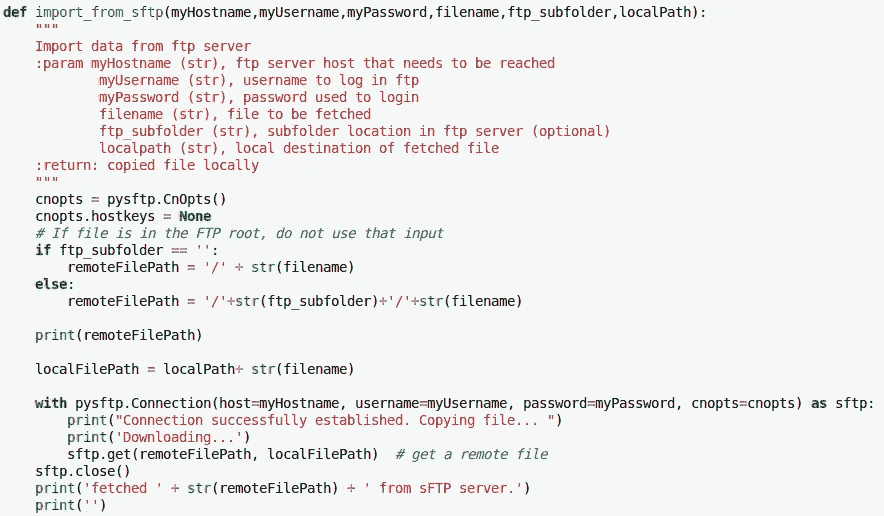 def import_from_sftp(myHostname,myUsername,myPassword,filename,ftp_subfolder,localPath):
    """
    Import data from ftp server
    :param myHostname (str), ftp server host that needs to be reached
            myUsername (str), username to log in ftp
            myPassword (str), password used to login
            filename (str), file to be fetched
            ftp_subfolder (str), subfolder location in ftp server (optional)
            localpath (str), local destination of fetched file
    :return: copied file locally
    """
    cnopts = pysftp.CnOpts()
    cnopts.hostkeys = None
    # If file is in the FTP root, do not use that input
    if ftp_subfolder == '':
        remoteFilePath = '/' + str(filename)
    else:
        remoteFilePath = '/'+str(ftp_subfolder)+'/'+str(filename)
    print(remoteFilePath)
    localFilePath = localPath+ str(filename)
    with pysftp.Connection(host=myHostname, username=myUsername, password=myPassword, cnopts=cnopts) as sftp:
        print("Connection successfully established. Copying file... ")
        print('Downloading...')
        sftp.get(remoteFilePath, localFilePath)  # get a remote file
    sftp.close()
    print('fetched ' + str(remoteFilePath) + ' from sFTP server.')
    print('')